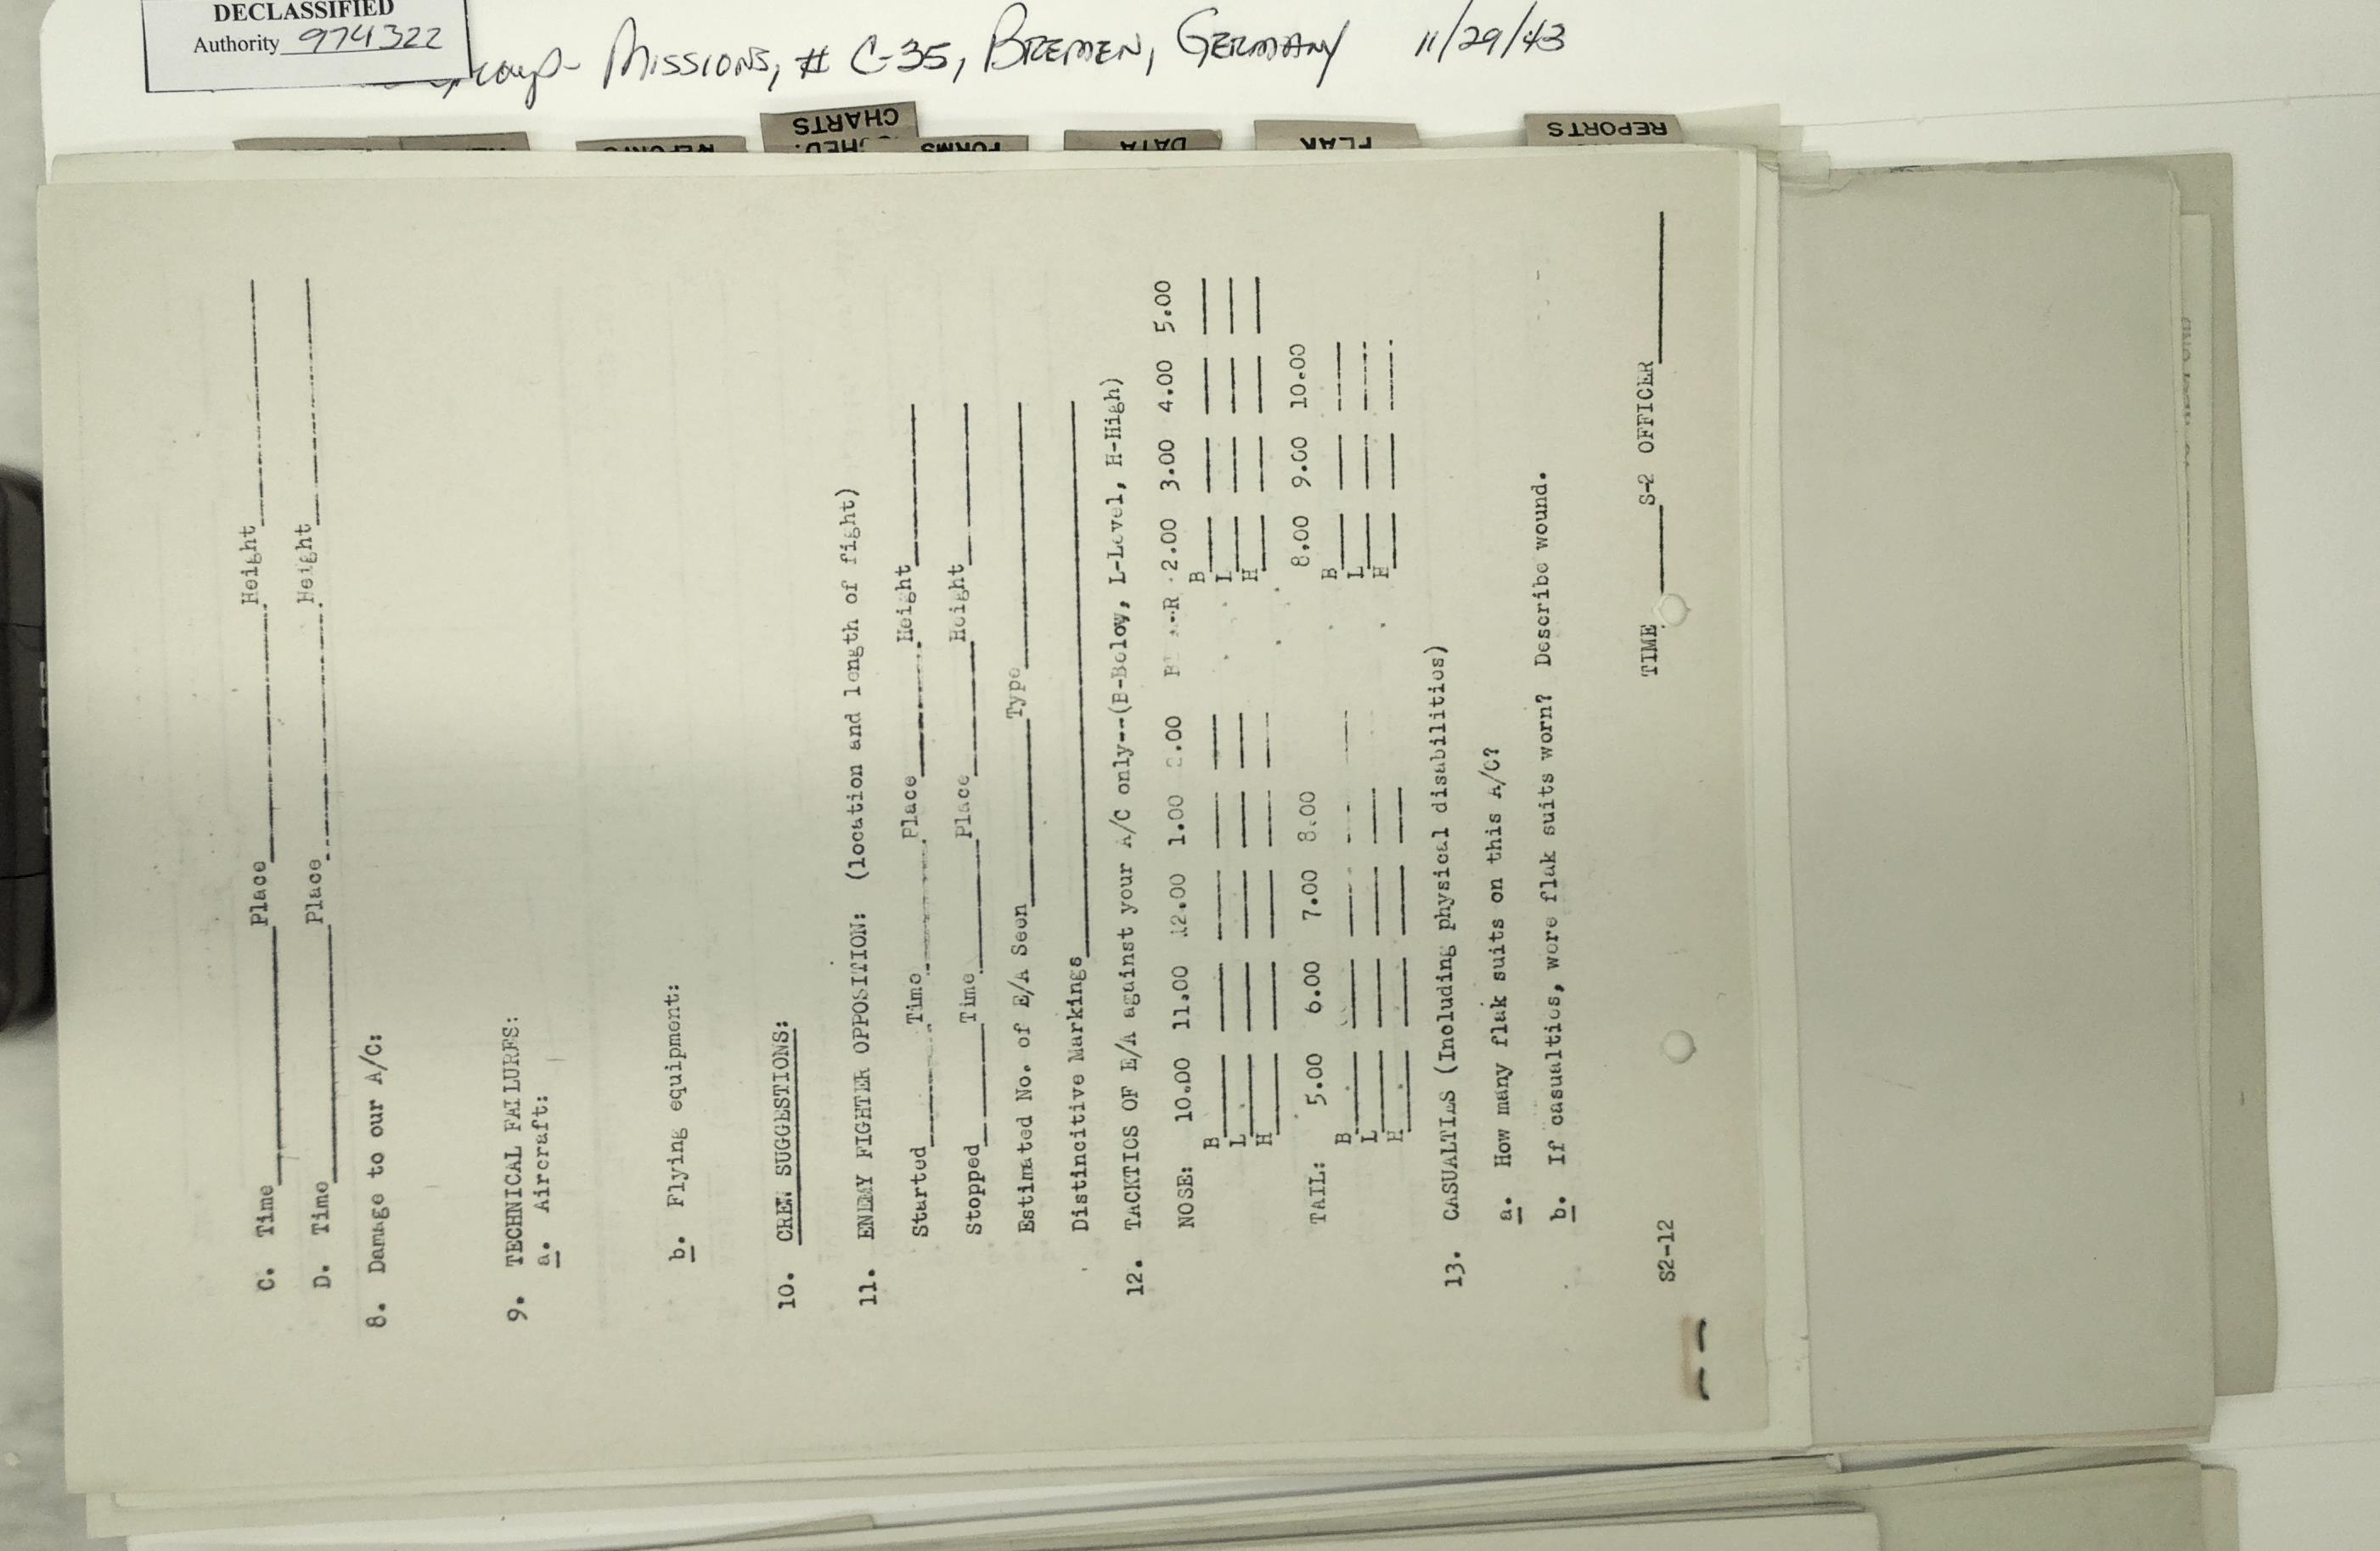 DECLASSIFIED
Authority 974322
Missions, # C-35, Bremen, Germany 11/29/43
CHARTS
FORMS
DATA
FLAK
REPORTS
C. Time Place Height
D. Time Place Height
8. Damage to our A/C:
9. TECHNICAL FAILURES:
a. Aircraft:
b. Flying equipment:
10. CREW SUGGESTIONS:
11. ENEMY FIGHTER OPPOSITION: (location and length of fight)
Started Time Place Height
Stopped Time Place Height
Estimated No. of E/A Seen Type
Distincitive Markings
12. TACKTICS OF E/A against your A/C only--(B-Below, L-Level, H-High)
NOSE: 10.00 11.00 12.00 1.00 2.00 2.00 3.00 4.00 5.00
B B
L L
H H
TAIL: 5.00 6.00 7.00 8.00 8.00 9.00 10.00
B B
L L
H H
13. CASUALTIES (Including physical disabilities)
a. How many flak suits on this A/C?
b. If casualties, were flak suits worn? Describe wound.
TIME S-2 OFFICER
S2-12